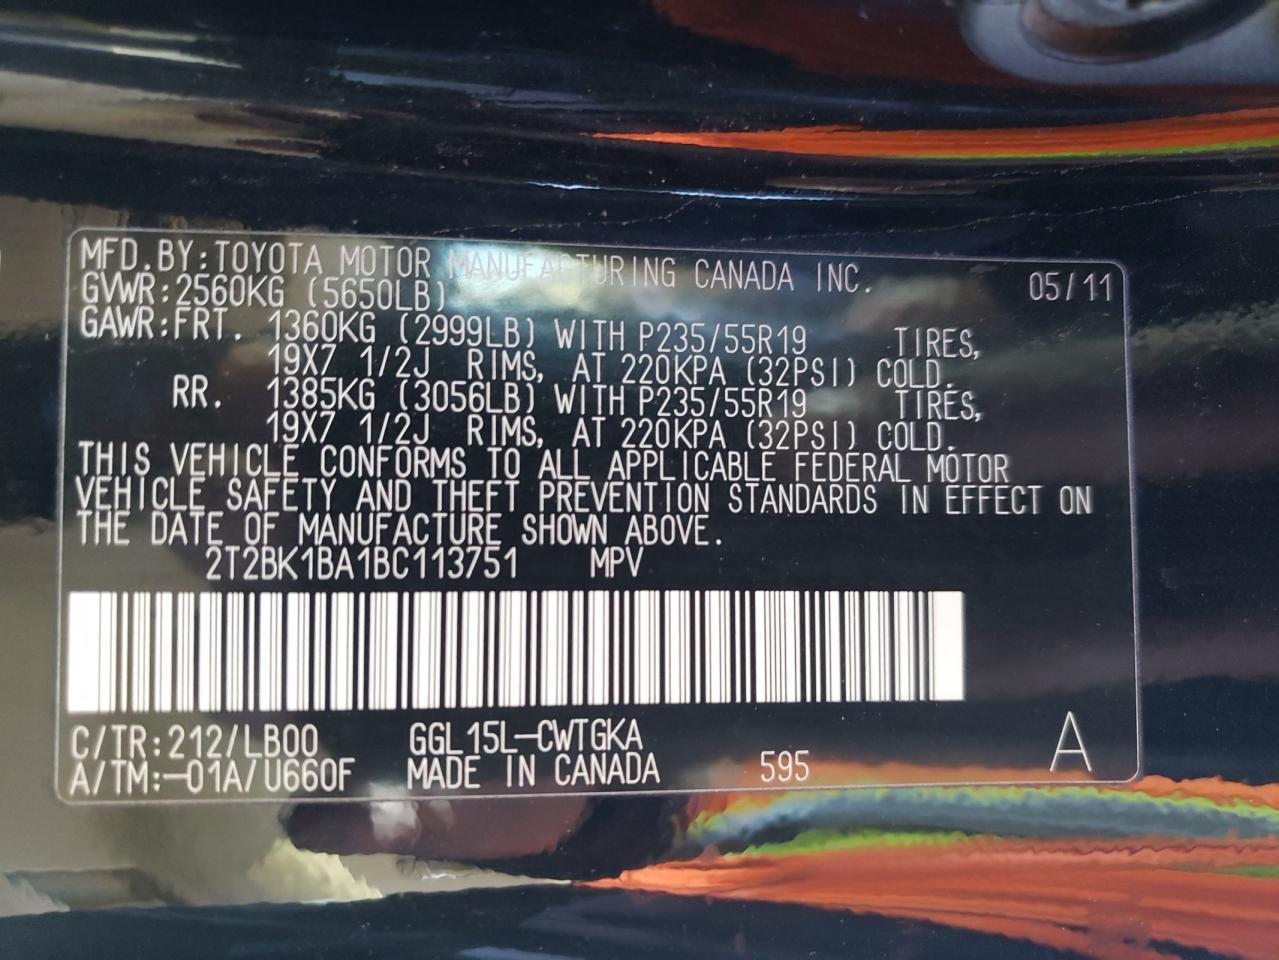 MFD.BY:TOYOTA MOTOR MANUFACTURING CANADA INC. 05/11
GVWR:2560KG (5650LB)
GAWR:FRT. 1360KG (2999LB) WITH P235/55R19 TIRES,
19X7 1/2J RIMS, AT 220KPA (32PSI) COLD.
RR. 1385KG (3056LB) WITH P235/55R19 TIRES,
19X7 1/2J RIMS, AT 220KPA (32PSI) COLD.
THIS VEHICLE CONFORMS TO ALL APPLICABLE FEDERAL MOTOR
VEHICLE SAFETY AND THEFT PREVENTION STANDARDS IN EFFECT ON
THE DATE OF MANUFACTURE SHOWN ABOVE.
2T2BK1BA1BC113751 MPV
C/TR:212/LB00 GGL15L-CWTGKA
A/TM:-01A/U660F MADE IN CANADA 595 A